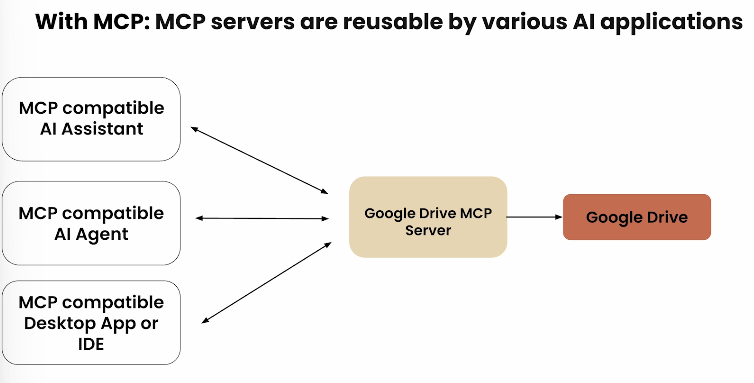 With MCP: MCP servers are reusable by various AI applications
MCP compatible
AI Assistant
MCP compatible
AI Agent
MCP compatible
Desktop App or
IDE
Google Drive MCP
Server
Google Drive